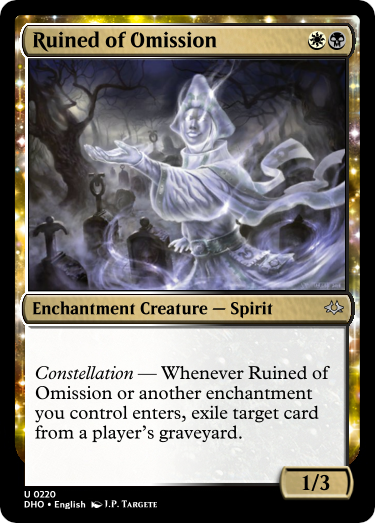 Ruined of Omission
Enchantment Creature — Spirit
Constellation — Whenever Ruined of
Omission or another enchantment
you control enters, exile target card
from a player's graveyard.
1/3
U 0220
DHO • English J.P. Targete